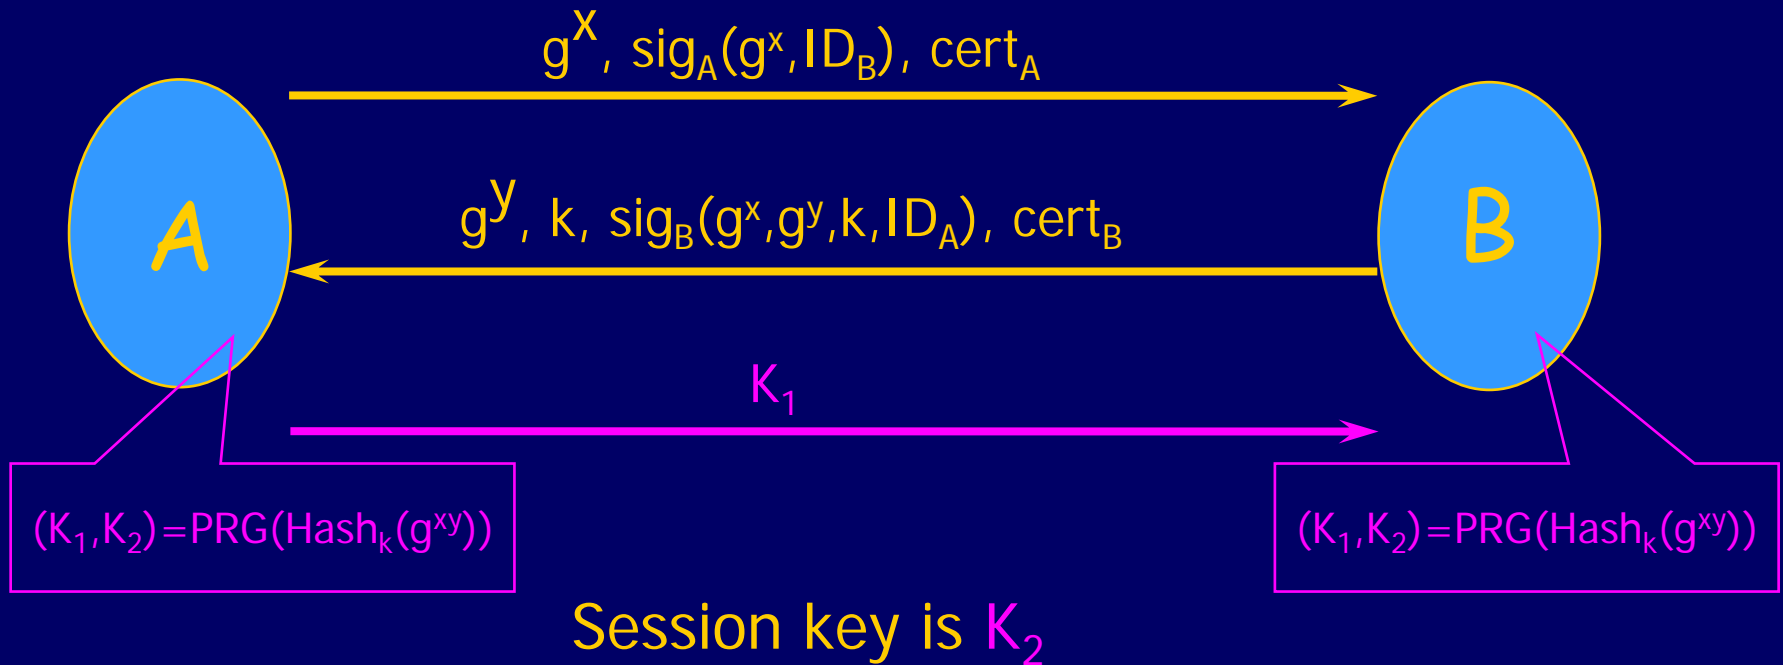 g^x, sig_A(g^x,ID_B), cert_A
A
g^y, k, sig_B(g^x,g^y,k,ID_A), cert_B
B
K_1
(K_1,K_2)=PRG(Hash_k(g^xy))
(K_1,K_2)=PRG(Hash_k(g^xy))
Session key is K_2